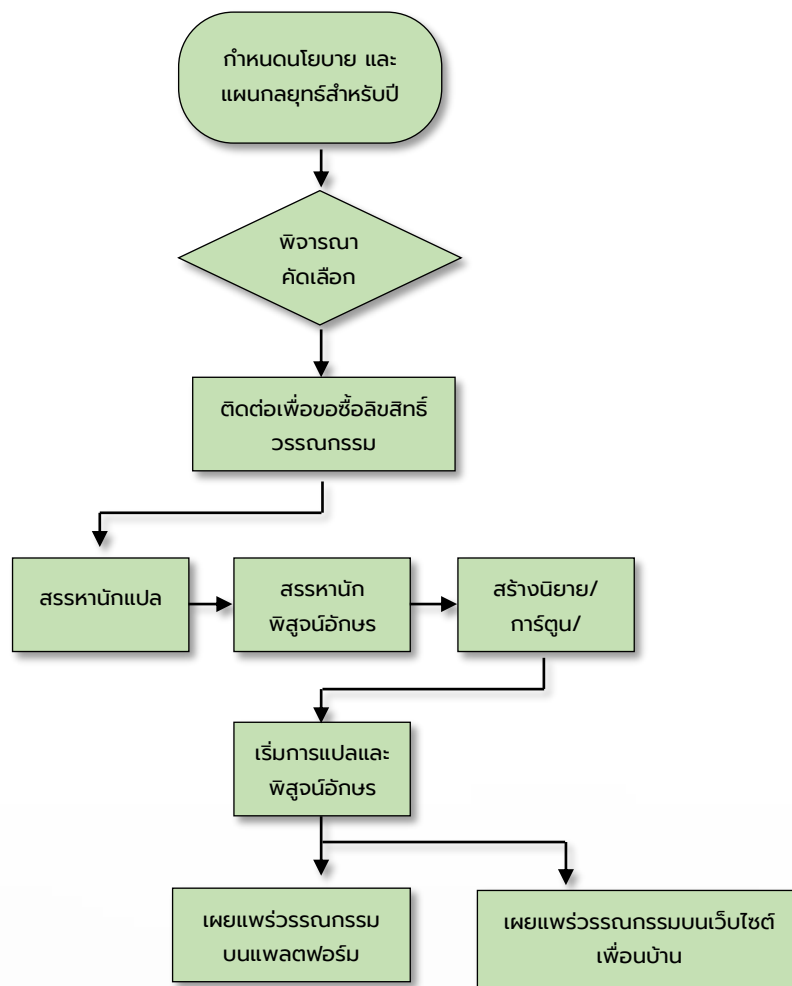 กำหนดนโยบาย และ
แผนกลยุทธ์สำหรับปี
พิจารณา
คัดเลือก
ติดต่อเพื่อขอซื้อลิขสิทธิ์
วรรณกรรม
สรรหานักแปล
สรรหานัก
พิสูจน์อักษร
สร้างนิยาย/
การ์ตูน/
เริ่มการแปลและ
พิสูจน์อักษร
เผยแพร่วรรณกรรม
บนแพลตฟอร์ม
เผยแพร่วรรณกรรมบนเว็บไซต์
เพื่อนบ้าน